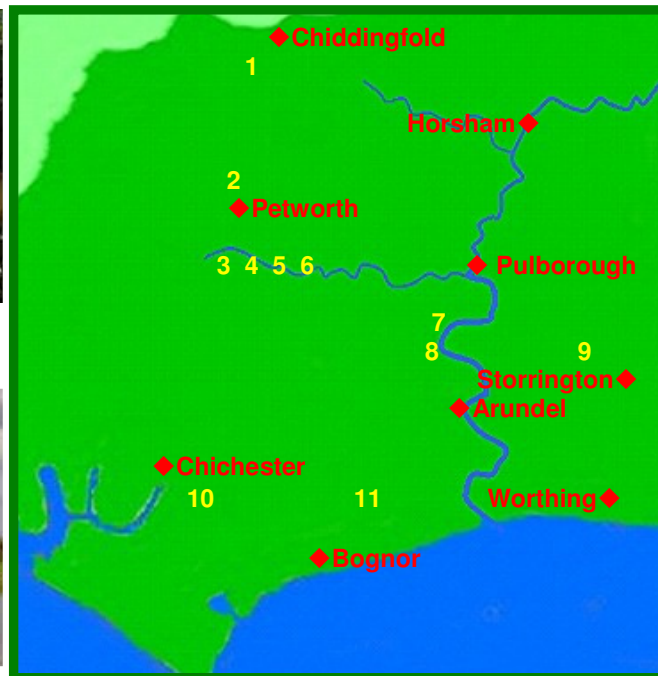 Chiddingfold
1
Horsham
2
Petworth
3 4 5 6
Pulborough
7
8
9
Storrington
Arundel
Chichester
10
11
Worthing
Bognor